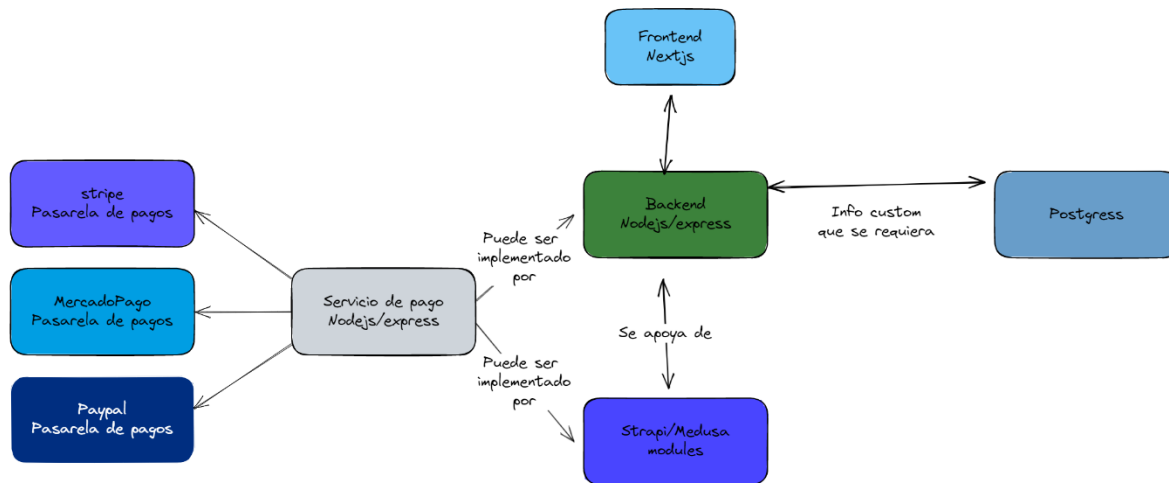 Frontend
Nextjs
stripe
Pasarela de pagos
Backend
Nodejs/express
Info custom
que se requiera
Postgress
Puede ser
implementado
por
MercadoPago
Pasarela de pagos
Servicio de pago
Nodejs/express
Se apoya de
Puede ser
implementado
por
Paypal
Pasarela de pagos
Strapi/Medusa
modules